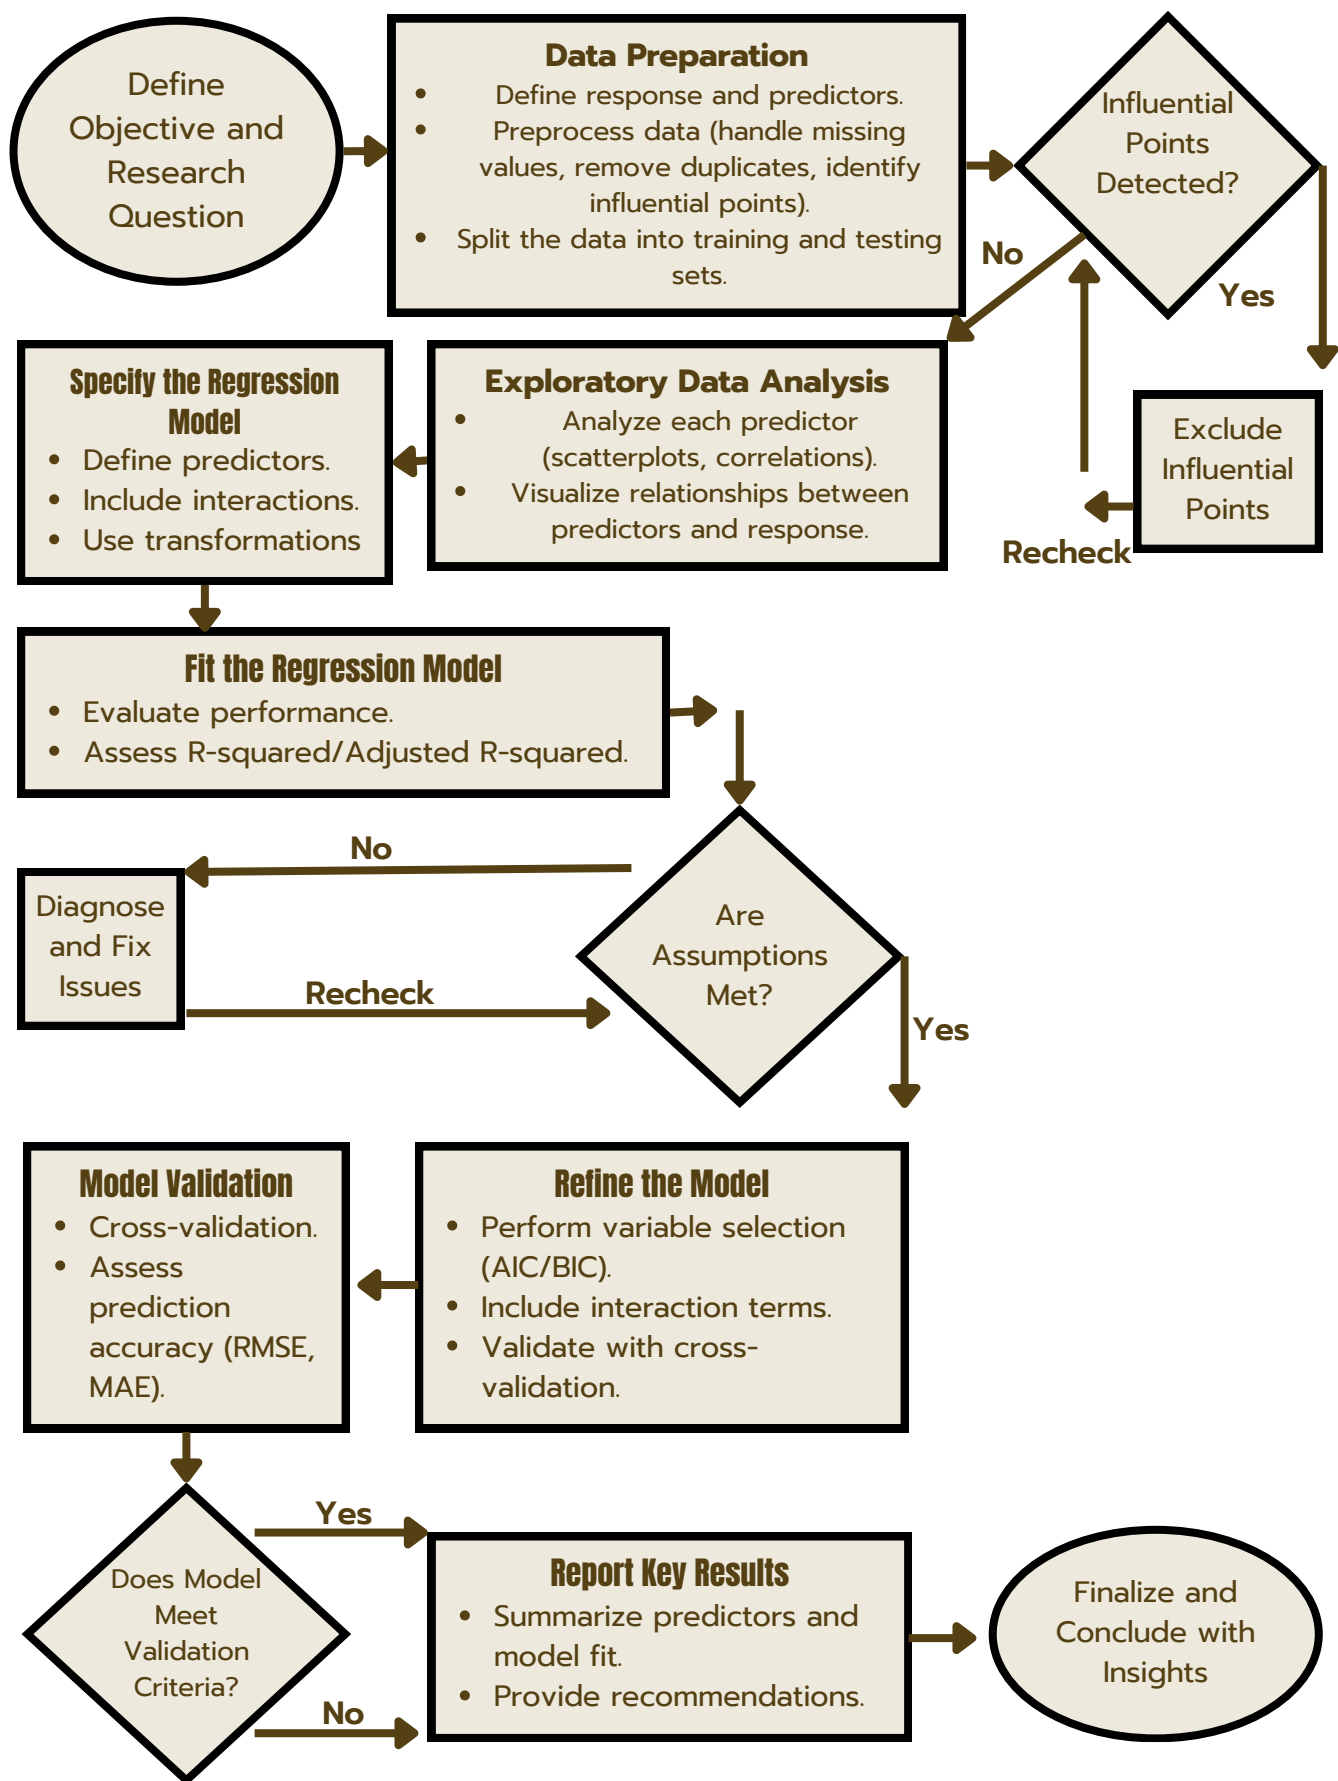 Define
Objective and
Research
Question
Data Preparation
• Define response and predictors.
• Preprocess data (handle missing
values, remove duplicates, identify
influential points).
• Split the data into training and testing
sets.
Influential
Points
Detected?
No
Yes
Specify the Regression
Model
• Define predictors.
• Include interactions.
• Use transformations
Exploratory Data Analysis
• Analyze each predictor
(scatterplots, correlations).
• Visualize relationships between
predictors and response.
Exclude
Influential
Points
Recheck
Fit the Regression Model
• Evaluate performance.
• Assess R-squared/Adjusted R-squared.
No
Diagnose
and Fix
Issues
Recheck
Are
Assumptions
Met?
Yes
Model Validation
• Cross-validation.
• Assess
prediction
accuracy (RMSE,
MAE).
Refine the Model
• Perform variable selection
(AIC/BIC).
• Include interaction terms.
• Validate with cross-
validation.
Does Model
Meet
Validation
Criteria?
Yes
No
Report Key Results
• Summarize predictors and
model fit.
• Provide recommendations.
Finalize and
Conclude with
Insights